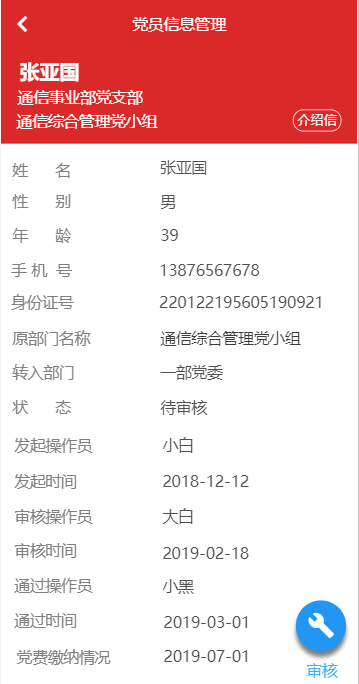 党员信息管理
张亚国
通信事业部党支部
通信综合管理党小组 介绍信
姓 名 张亚国
性 别 男
年 龄 39
手 机 号 13876567678
身份证号 220122195605190921
原部门名称 通信综合管理党小组
转入部门 一部党委
状 态 待审核
发起操作员 小白
发起时间 2018-12-12
审核操作员 大白
审核时间 2019-02-18
通过操作员 小黑
通过时间 2019-03-01
党费缴纳情况 2019-07-01
审核